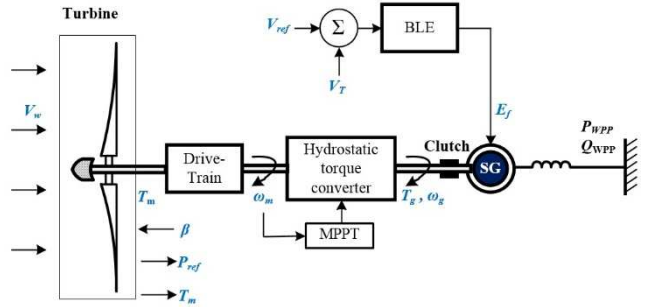 Turbine
V_ref
Σ
BLE
V_T
V_w
E_f
P_WPP
Q_WPP
Clutch
Drive-
Train
Hydrostatic
torque
converter
SG
T_m
ω_m
T_g , ω_g
MPPT
β
P_ref
T_m